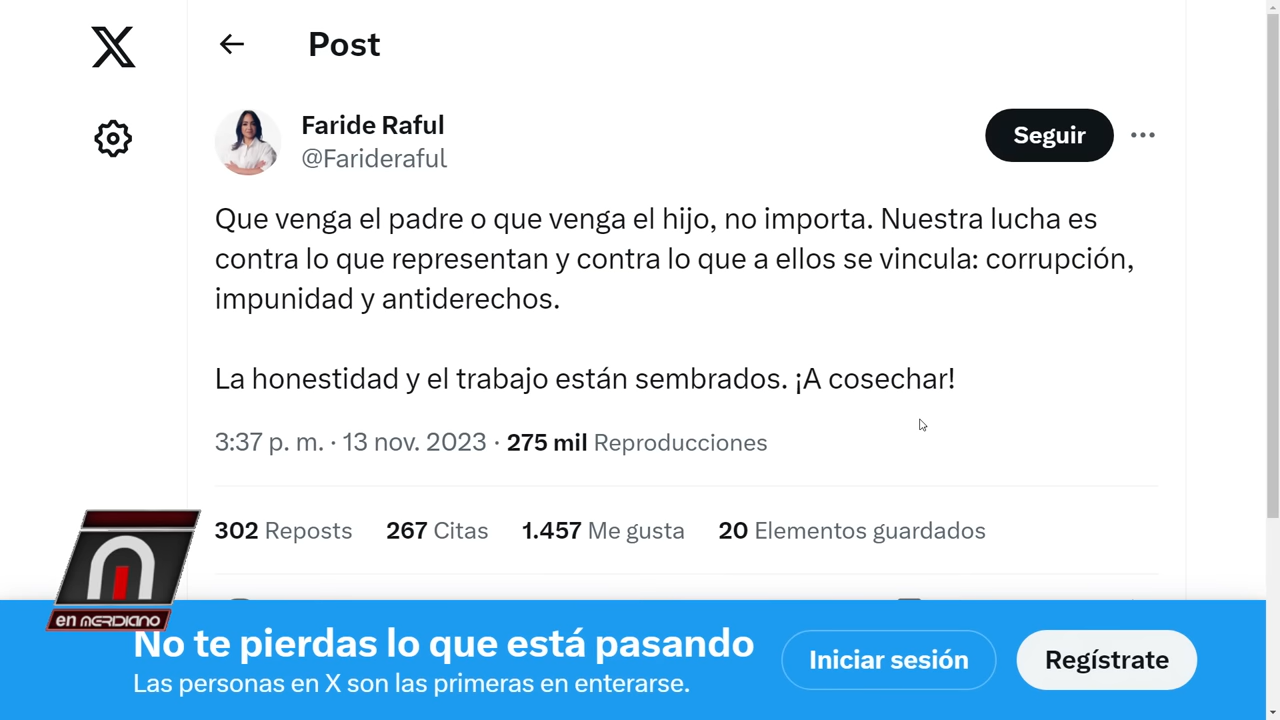 Post
Faride Raful
@Farideraful
Seguir
Que venga el padre o que venga el hijo, no importa. Nuestra lucha es
contra lo que representan y contra lo que a ellos se vincula: corrupción,
impunidad y antiderechos.
La honestidad y el trabajo están sembrados. ¡A cosechar!
3:37 p. m. · 13 nov. 2023 · 275 mil Reproducciones
302 Reposts 267 Citas 1.457 Me gusta 20 Elementos guardados
en MERDIANO
No te pierdas lo que está pasando
Las personas en X son las primeras en enterarse.
Iniciar sesión
Regístrate